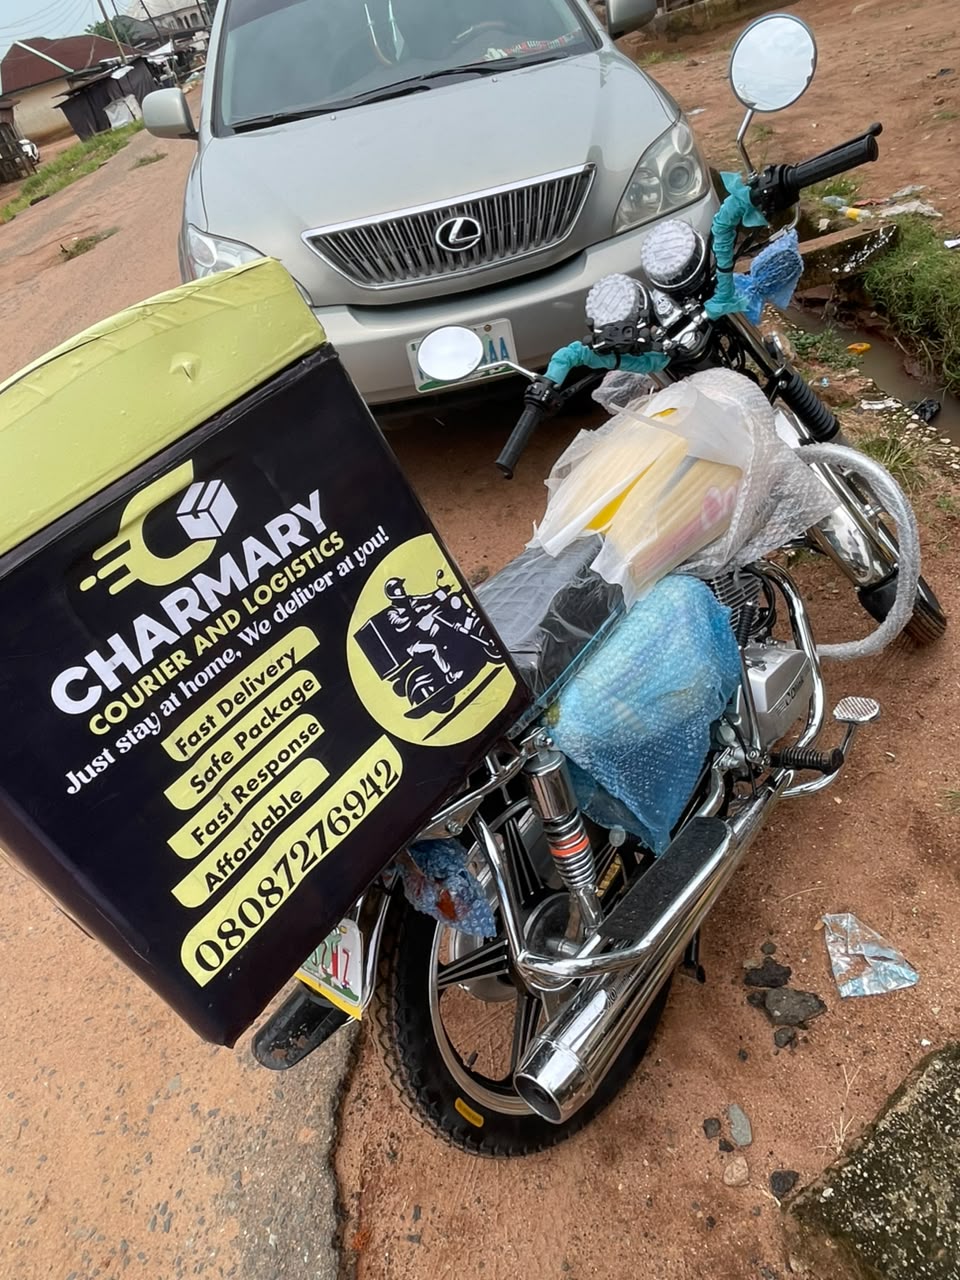 CHARMARY
COURIER AND LOGISTICS
Just stay at home, We deliver at you!
Fast Delivery
Safe Package
Fast Response
Affordable
08087276942